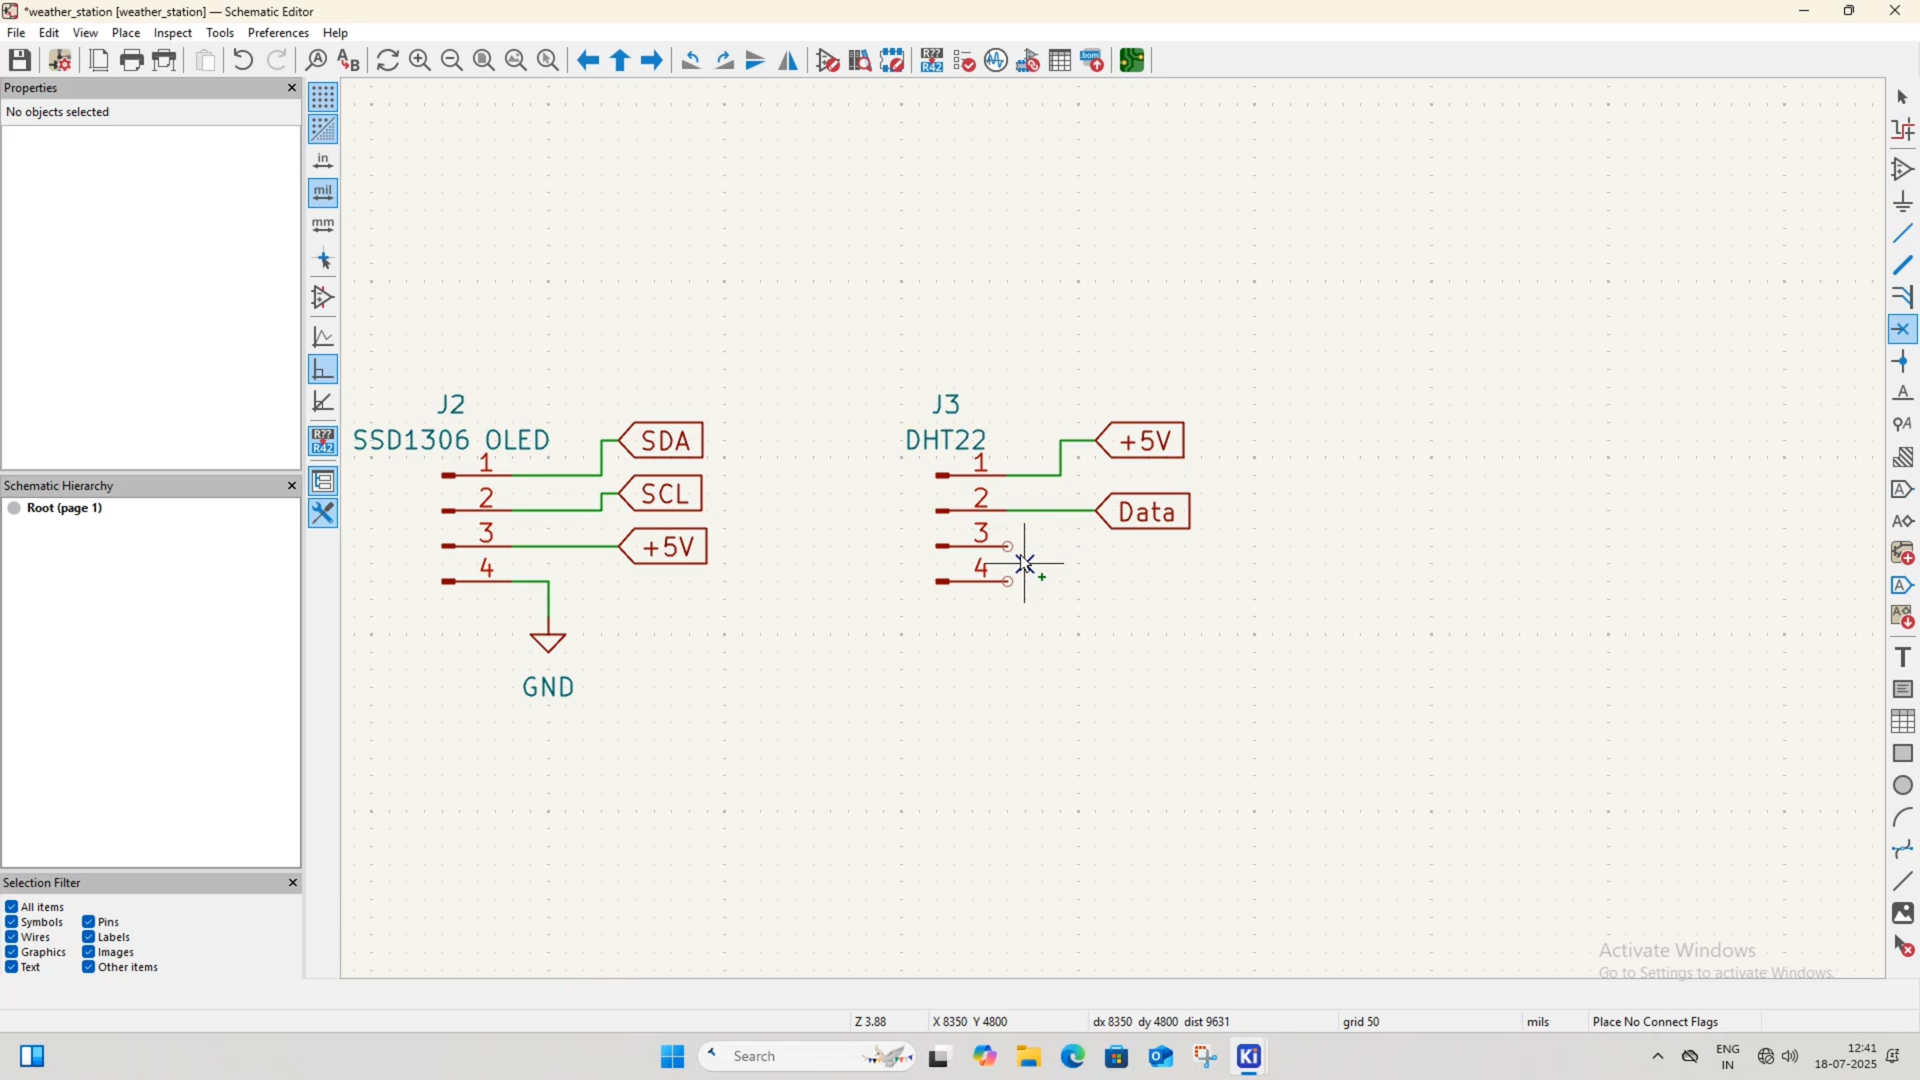 *weather_station [weather_station] — Schematic Editor
File Edit View Place Inspect Tools Preferences Help
Properties
No objects selected
Schematic Hierarchy
Root (page 1)
Selection Filter
All items
Symbols Pins
Wires Labels
Graphics Images
Text Other items
in
mil
mm
R??
R42
J2
SSD1306 OLED
1
2
3
4
SDA
SCL
+5V
GND
J3
DHT22
1
2
3
4
+5V
Data
Activate Windows
Go to Settings to activate Windows.
Z 3.88 X 8350 Y 4800 dx 8350 dy 4800 dist 9631 grid 50 mils Place No Connect Flags
Search
ENG
IN
12:41
18-07-2025